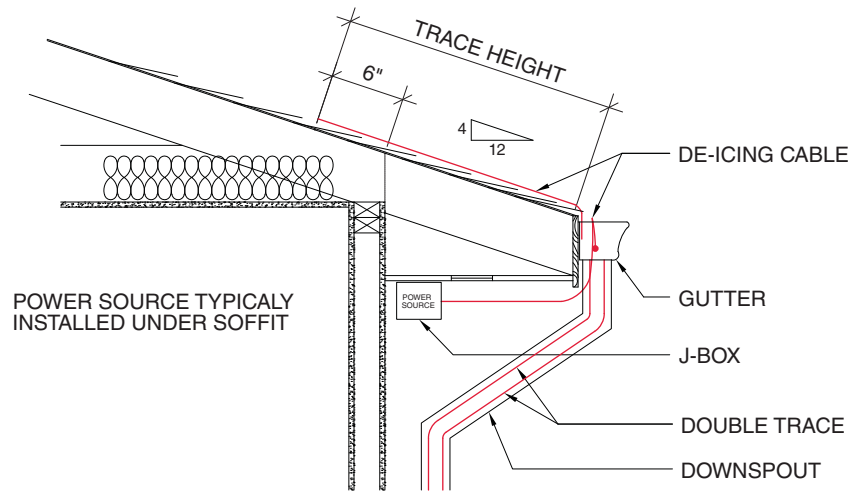 TRACE HEIGHT
6"
4
12
DE-ICING CABLE
POWER SOURCE TYPICALY
INSTALLED UNDER SOFFIT
POWER
SOURCE
GUTTER
J-BOX
DOUBLE TRACE
DOWNSPOUT